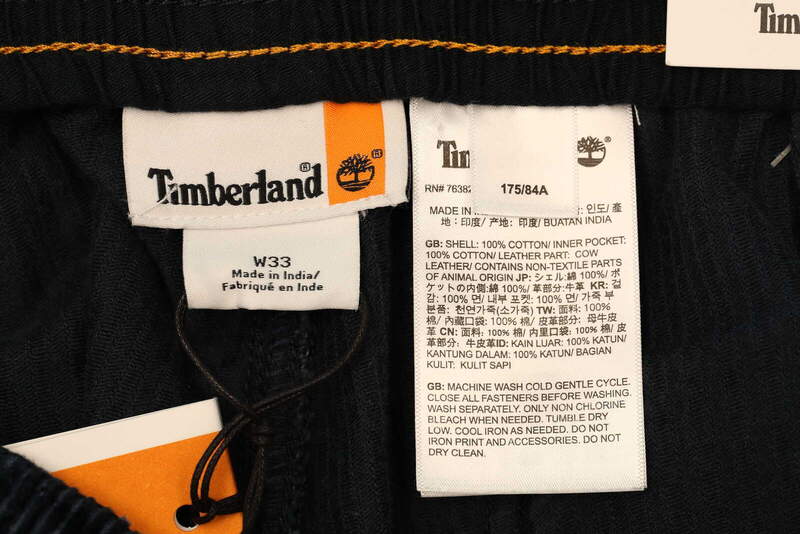 Tim
Timberland
W33
Made in India/
Fabriqué en Inde
175/84A
RN# 7638
MADE IN
인도/ 產
地：印度/ 产地：印度/ BUATAN INDIA
GB: SHELL: 100% COTTON/ INNER POCKET:
100% COTTON/ LEATHER PART: COW
LEATHER/ CONTAINS NON-TEXTILE PARTS
OF ANIMAL ORIGIN JP: シェル: 綿 100%/ ポ
ケットの内側: 綿 100%/ 革部分: 牛革 KR: 겉
감: 100% 면/ 내부 포켓: 100% 면/ 가죽 부
분품: 천연가죽(소가죽) TW: 面料: 100%
棉/ 內藏口袋: 100% 棉/ 皮革部分: 母牛皮
革 CN: 面料: 100% 棉/ 内里口袋: 100% 棉/ 皮
革部分: 牛皮革ID: KAIN LUAR: 100% KATUN/
KANTUNG DALAM: 100% KATUN/ BAGIAN
KULIT: KULIT SAPI
GB: MACHINE WASH COLD GENTLE CYCLE.
CLOSE ALL FASTENERS BEFORE WASHING.
WASH SEPARATELY. ONLY NON CHLORINE
BLEACH WHEN NEEDED. TUMBLE DRY
LOW. COOL IRON AS NEEDED. DO NOT
IRON PRINT AND ACCESSORIES. DO NOT
DRY CLEAN.